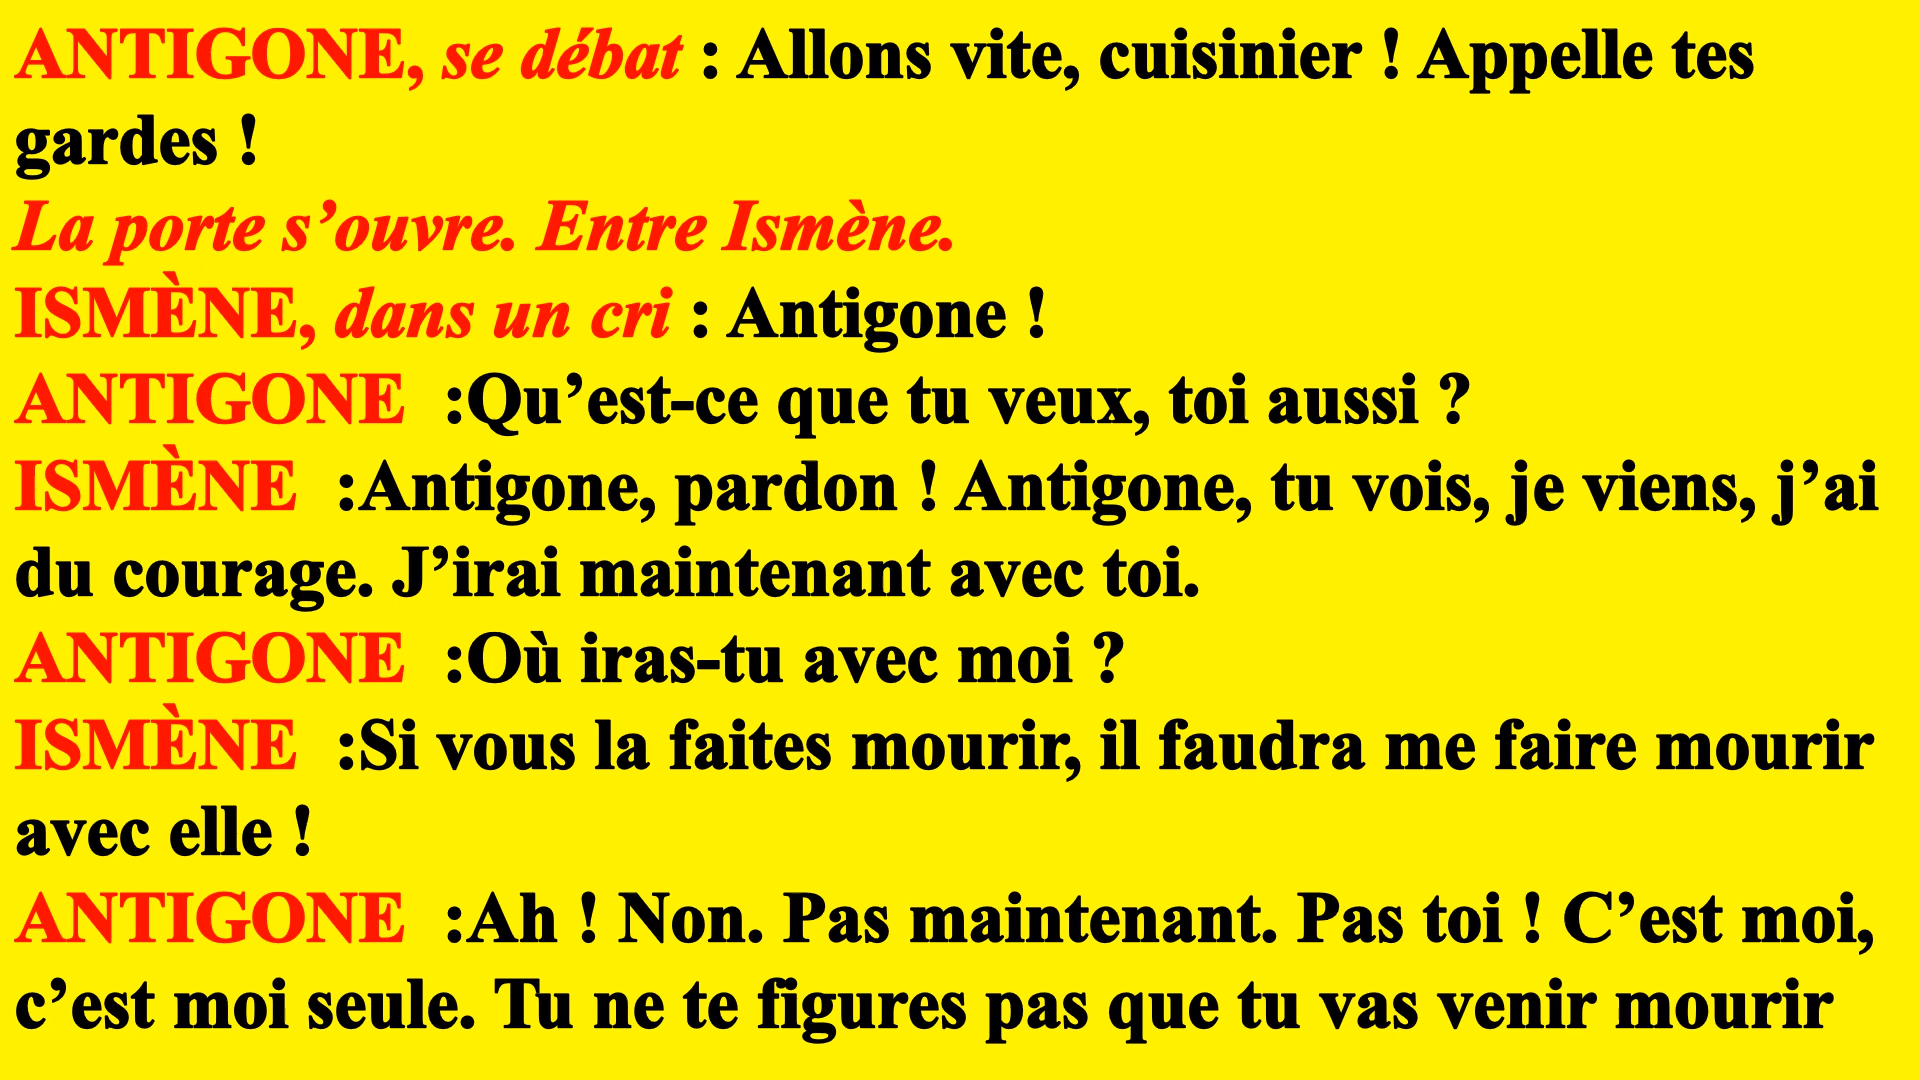 ANTIGONE, se débat : Allons vite, cuisinier ! Appelle tes
gardes !
La porte s’ouvre. Entre Ismène.
ISMÈNE, dans un cri : Antigone !
ANTIGONE  :Qu’est-ce que tu veux, toi aussi ?
ISMÈNE  :Antigone, pardon ! Antigone, tu vois, je viens, j’ai
du courage. J’irai maintenant avec toi.
ANTIGONE  :Où iras-tu avec moi ?
ISMÈNE  :Si vous la faites mourir, il faudra me faire mourir
avec elle !
ANTIGONE  :Ah ! Non. Pas maintenant. Pas toi ! C’est moi,
c’est moi seule. Tu ne te figures pas que tu vas venir mourir